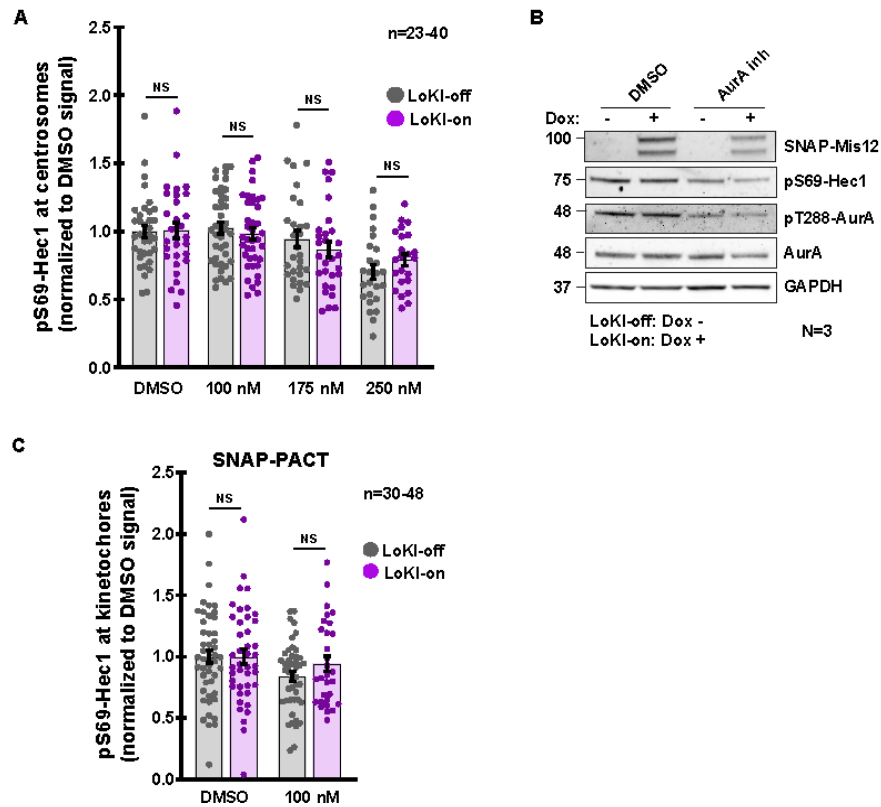 A
n=23-40
LoKI-off
LoKI-on
pS69-Hec1 at centrosomes
(normalized to DMSO signal)
2.5
2.0
1.5
1.0
0.5
0.0
NS
NS
NS
NS
DMSO
100 nM
175 nM
250 nM
B
DMSO
AurA inh
Dox: - + - +
100
SNAP-Mis12
75
pS69-Hec1
48
pT288-AurA
48
AurA
37
GAPDH
LoKI-off: Dox -
LoKI-on: Dox +
N=3
C
SNAP-PACT
n=30-48
LoKI-off
LoKI-on
pS69-Hec1 at kinetochores
(normalized to DMSO signal)
2.5
2.0
1.5
1.0
0.5
0.0
NS
NS
DMSO
100 nM